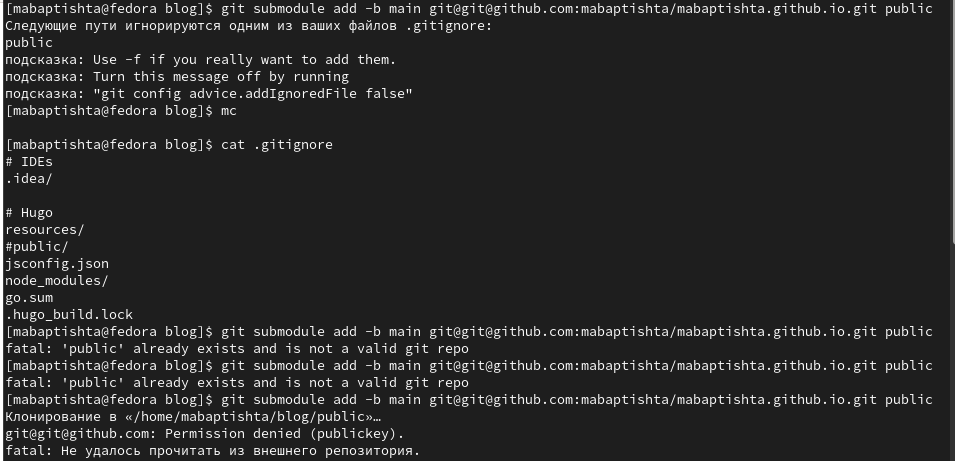 [mabaptishta@fedora blog]$ git submodule add -b main git@git@github.com:mabaptishta/mabaptishta.github.io.git public
Следующие пути игнорируются одним из ваших файлов .gitignore:
public
подсказка: Use -f if you really want to add them.
подсказка: Turn this message off by running
подсказка: "git config advice.addIgnoredFile false"
[mabaptishta@fedora blog]$ mc
[mabaptishta@fedora blog]$ cat .gitignore
# IDEs
.idea/
# Hugo
resources/
#public/
jsconfig.json
node_modules/
go.sum
.hugo_build.lock
[mabaptishta@fedora blog]$ git submodule add -b main git@git@github.com:mabaptishta/mabaptishta.github.io.git public
fatal: 'public' already exists and is not a valid git repo
[mabaptishta@fedora blog]$ git submodule add -b main git@git@github.com:mabaptishta/mabaptishta.github.io.git public
fatal: 'public' already exists and is not a valid git repo
[mabaptishta@fedora blog]$ git submodule add -b main git@git@github.com:mabaptishta/mabaptishta.github.io.git public
Клонирование в «/home/mabaptishta/blog/public»…
git@git@github.com: Permission denied (publickey).
fatal: Не удалось прочитать из внешнего репозитория.